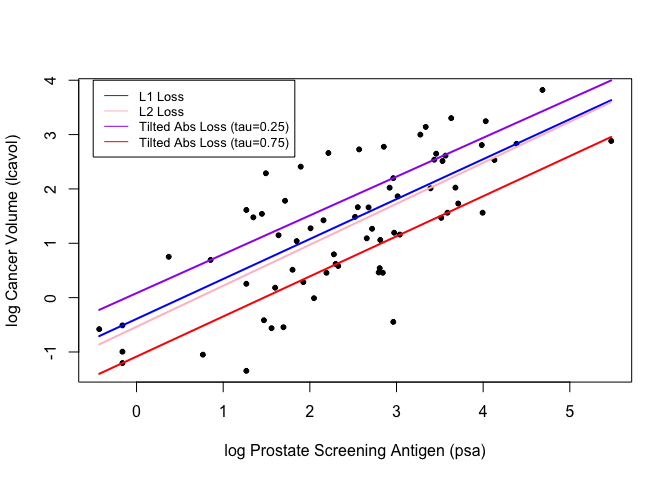 L1 Loss
L2 Loss
Tilted Abs Loss (tau=0.25)
Tilted Abs Loss (tau=0.75)
log Cancer Volume (lcavol)
4
3
2
1
0
-1
0 1 2 3 4 5
log Prostate Screening Antigen (psa)